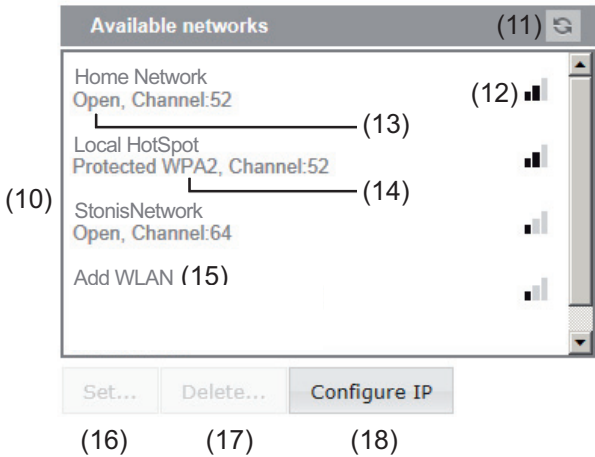 Available networks (11)
Home Network
Open, Channel:52
(12)
(13)
Local HotSpot
Protected WPA2, Channel:52
(14)
(10)
StonisNetwork
Open, Channel:64
Add WLAN (15)
Set... Delete... Configure IP
(16) (17) (18)